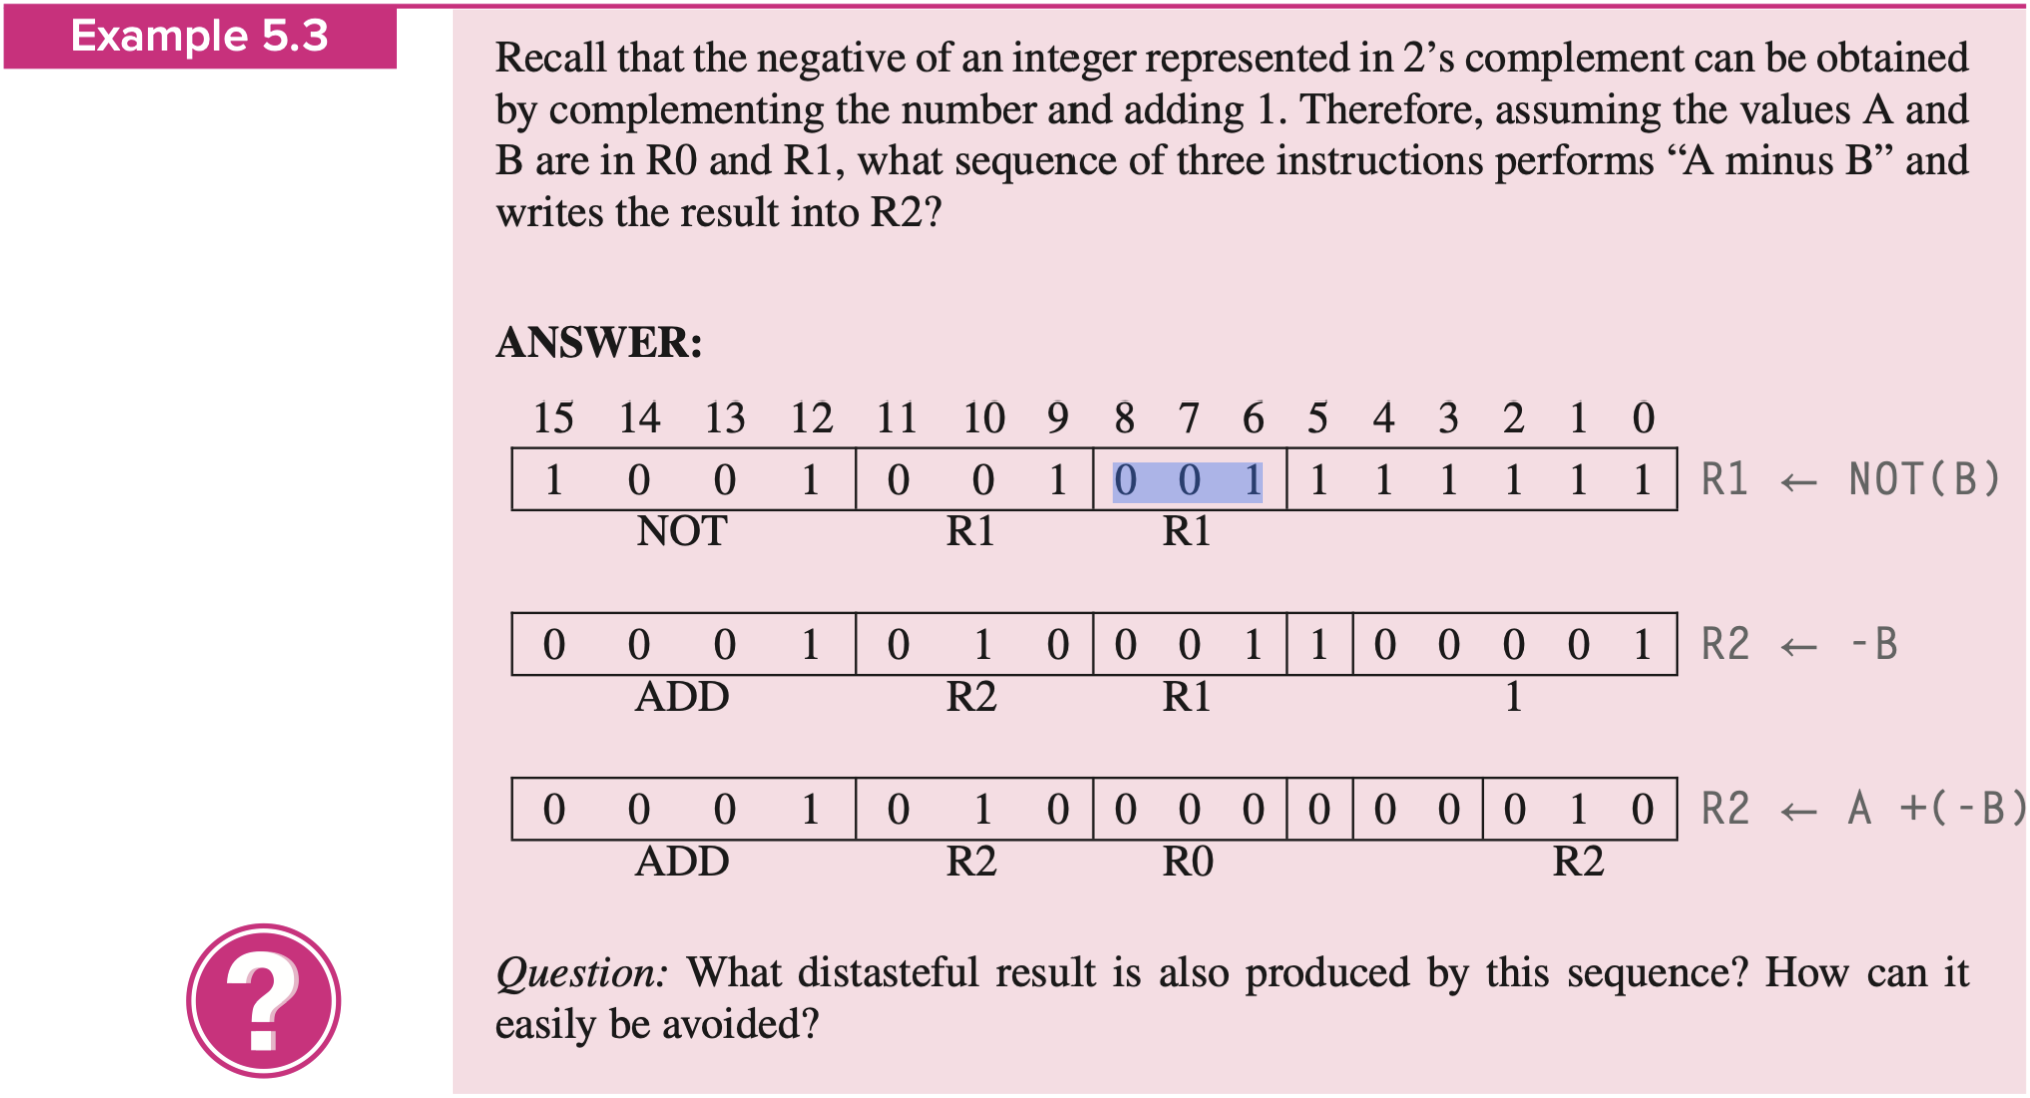 Example 5.3
Recall that the negative of an integer represented in 2’s complement can be obtained
by complementing the number and adding 1. Therefore, assuming the values A and
B are in R0 and R1, what sequence of three instructions performs “A minus B” and
writes the result into R2?
ANSWER:
15 14 13 12 11 10 9 8 7 6 5 4 3 2 1 0
1 0 0 1 0 0 1 0 0 1 1 1 1 1 1 1 R1 ← NOT(B)
NOT R1 R1
0 0 0 1 0 1 0 0 0 1 1 0 0 0 0 1 R2 ← -B
ADD R2 R1 1
0 0 0 1 0 1 0 0 0 0 0 0 0 0 1 0 R2 ← A +(-B)
ADD R2 R0 R2
?
Question: What distasteful result is also produced by this sequence? How can it
easily be avoided?